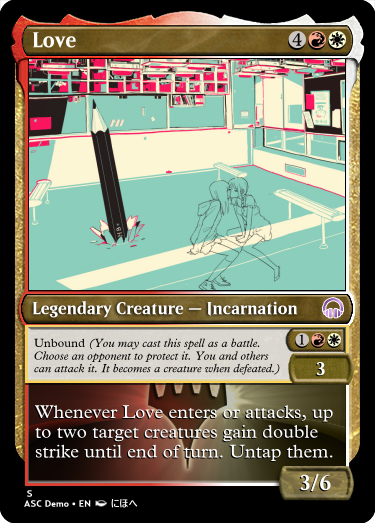 Love 4
Legendary Creature — Incarnation
Unbound (You may cast this spell as a battle. 1
Choose an opponent to protect it. You and others
can attack it. It becomes a creature when defeated.) 3
Whenever Love enters or attacks, up
to two target creatures gain double
strike until end of turn. Untap them.
3/6
S
ASC Demo • EN にほへ